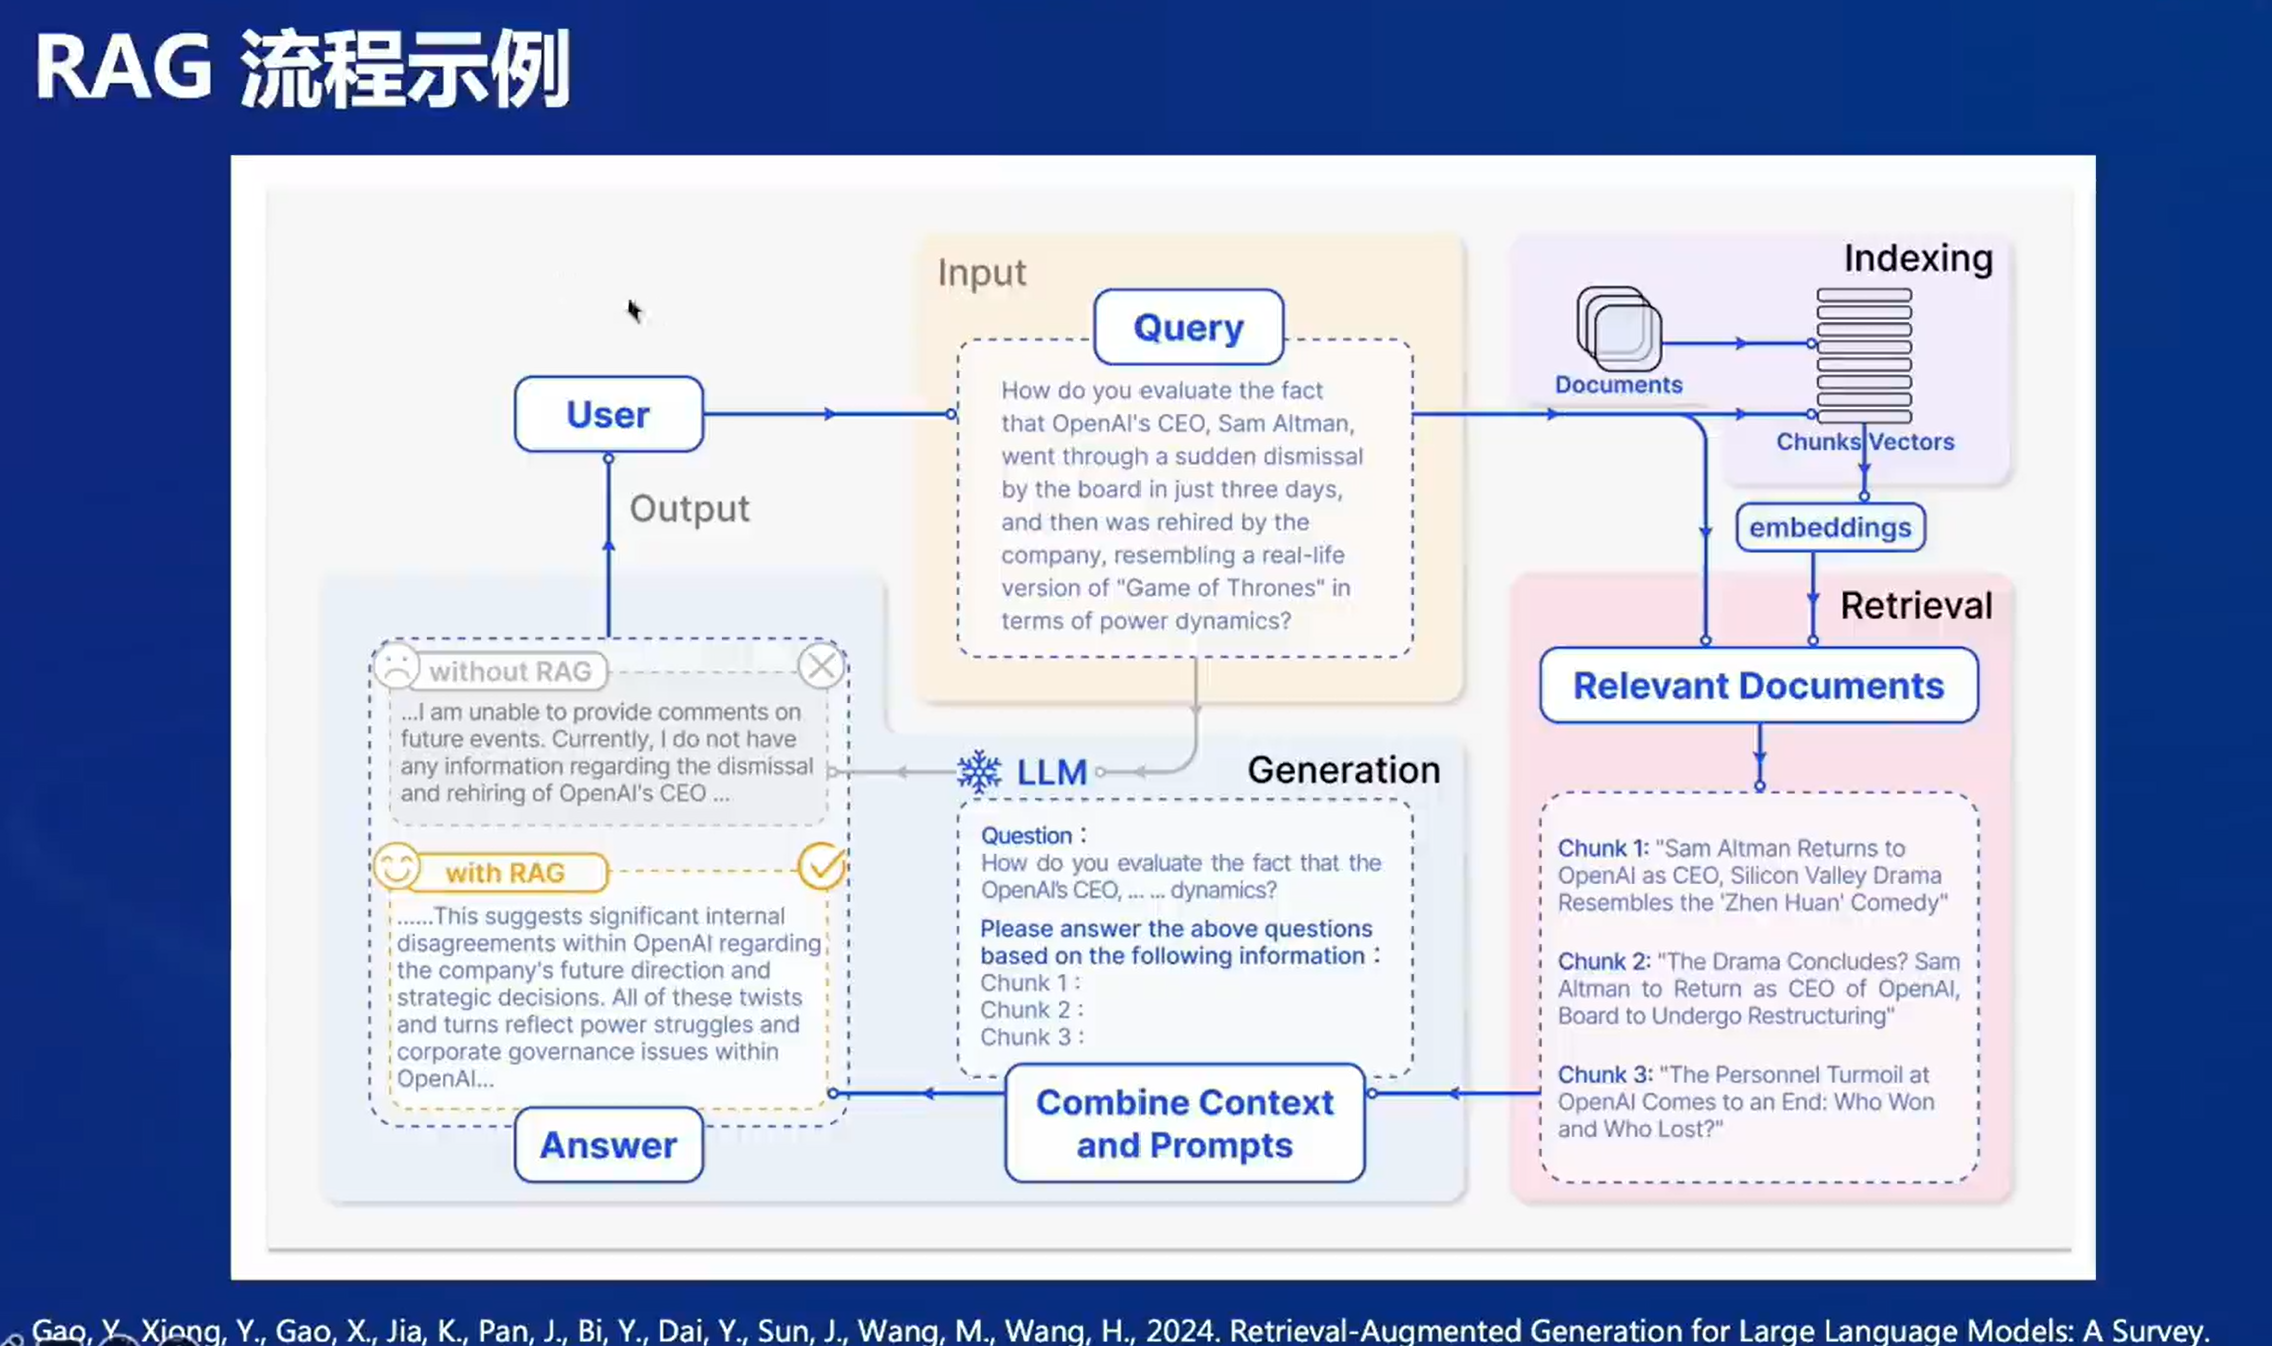 RAG 流程示例
Input
Query
How do you evaluate the fact
that OpenAI's CEO, Sam Altman,
went through a sudden dismissal
by the board in just three days,
and then was rehired by the
company, resembling a real-life
version of "Game of Thrones" in
terms of power dynamics?
Indexing
Documents
Chunks Vectors
embeddings
User
Output
Retrieval
Relevant Documents
Chunk 1: "Sam Altman Returns to
OpenAI as CEO, Silicon Valley Drama
Resembles the 'Zhen Huan' Comedy"
Chunk 2: "The Drama Concludes? Sam
Altman to Return as CEO of OpenAI,
Board to Undergo Restructuring"
Chunk 3: "The Personnel Turmoil at
OpenAI Comes to an End: Who Won
and Who Lost?"
LLM
Generation
Question :
How do you evaluate the fact that the
OpenAI's CEO, ... ... dynamics?
Please answer the above questions
based on the following information :
Chunk 1 :
Chunk 2 :
Chunk 3 :
Combine Context
and Prompts
without RAG
...I am unable to provide comments on
future events. Currently, I do not have
any information regarding the dismissal
and rehiring of OpenAI's CEO ...
with RAG
......This suggests significant internal
disagreements within OpenAI regarding
the company's future direction and
strategic decisions. All of these twists
and turns reflect power struggles and
corporate governance issues within
OpenAI...
Answer
Gao, Y., Xiong, Y., Gao, X., Jia, K., Pan, J., Bi, Y., Dai, Y., Sun, J., Wang, M., Wang, H., 2024. Retrieval-Augmented Generation for Large Language Models: A Survey.